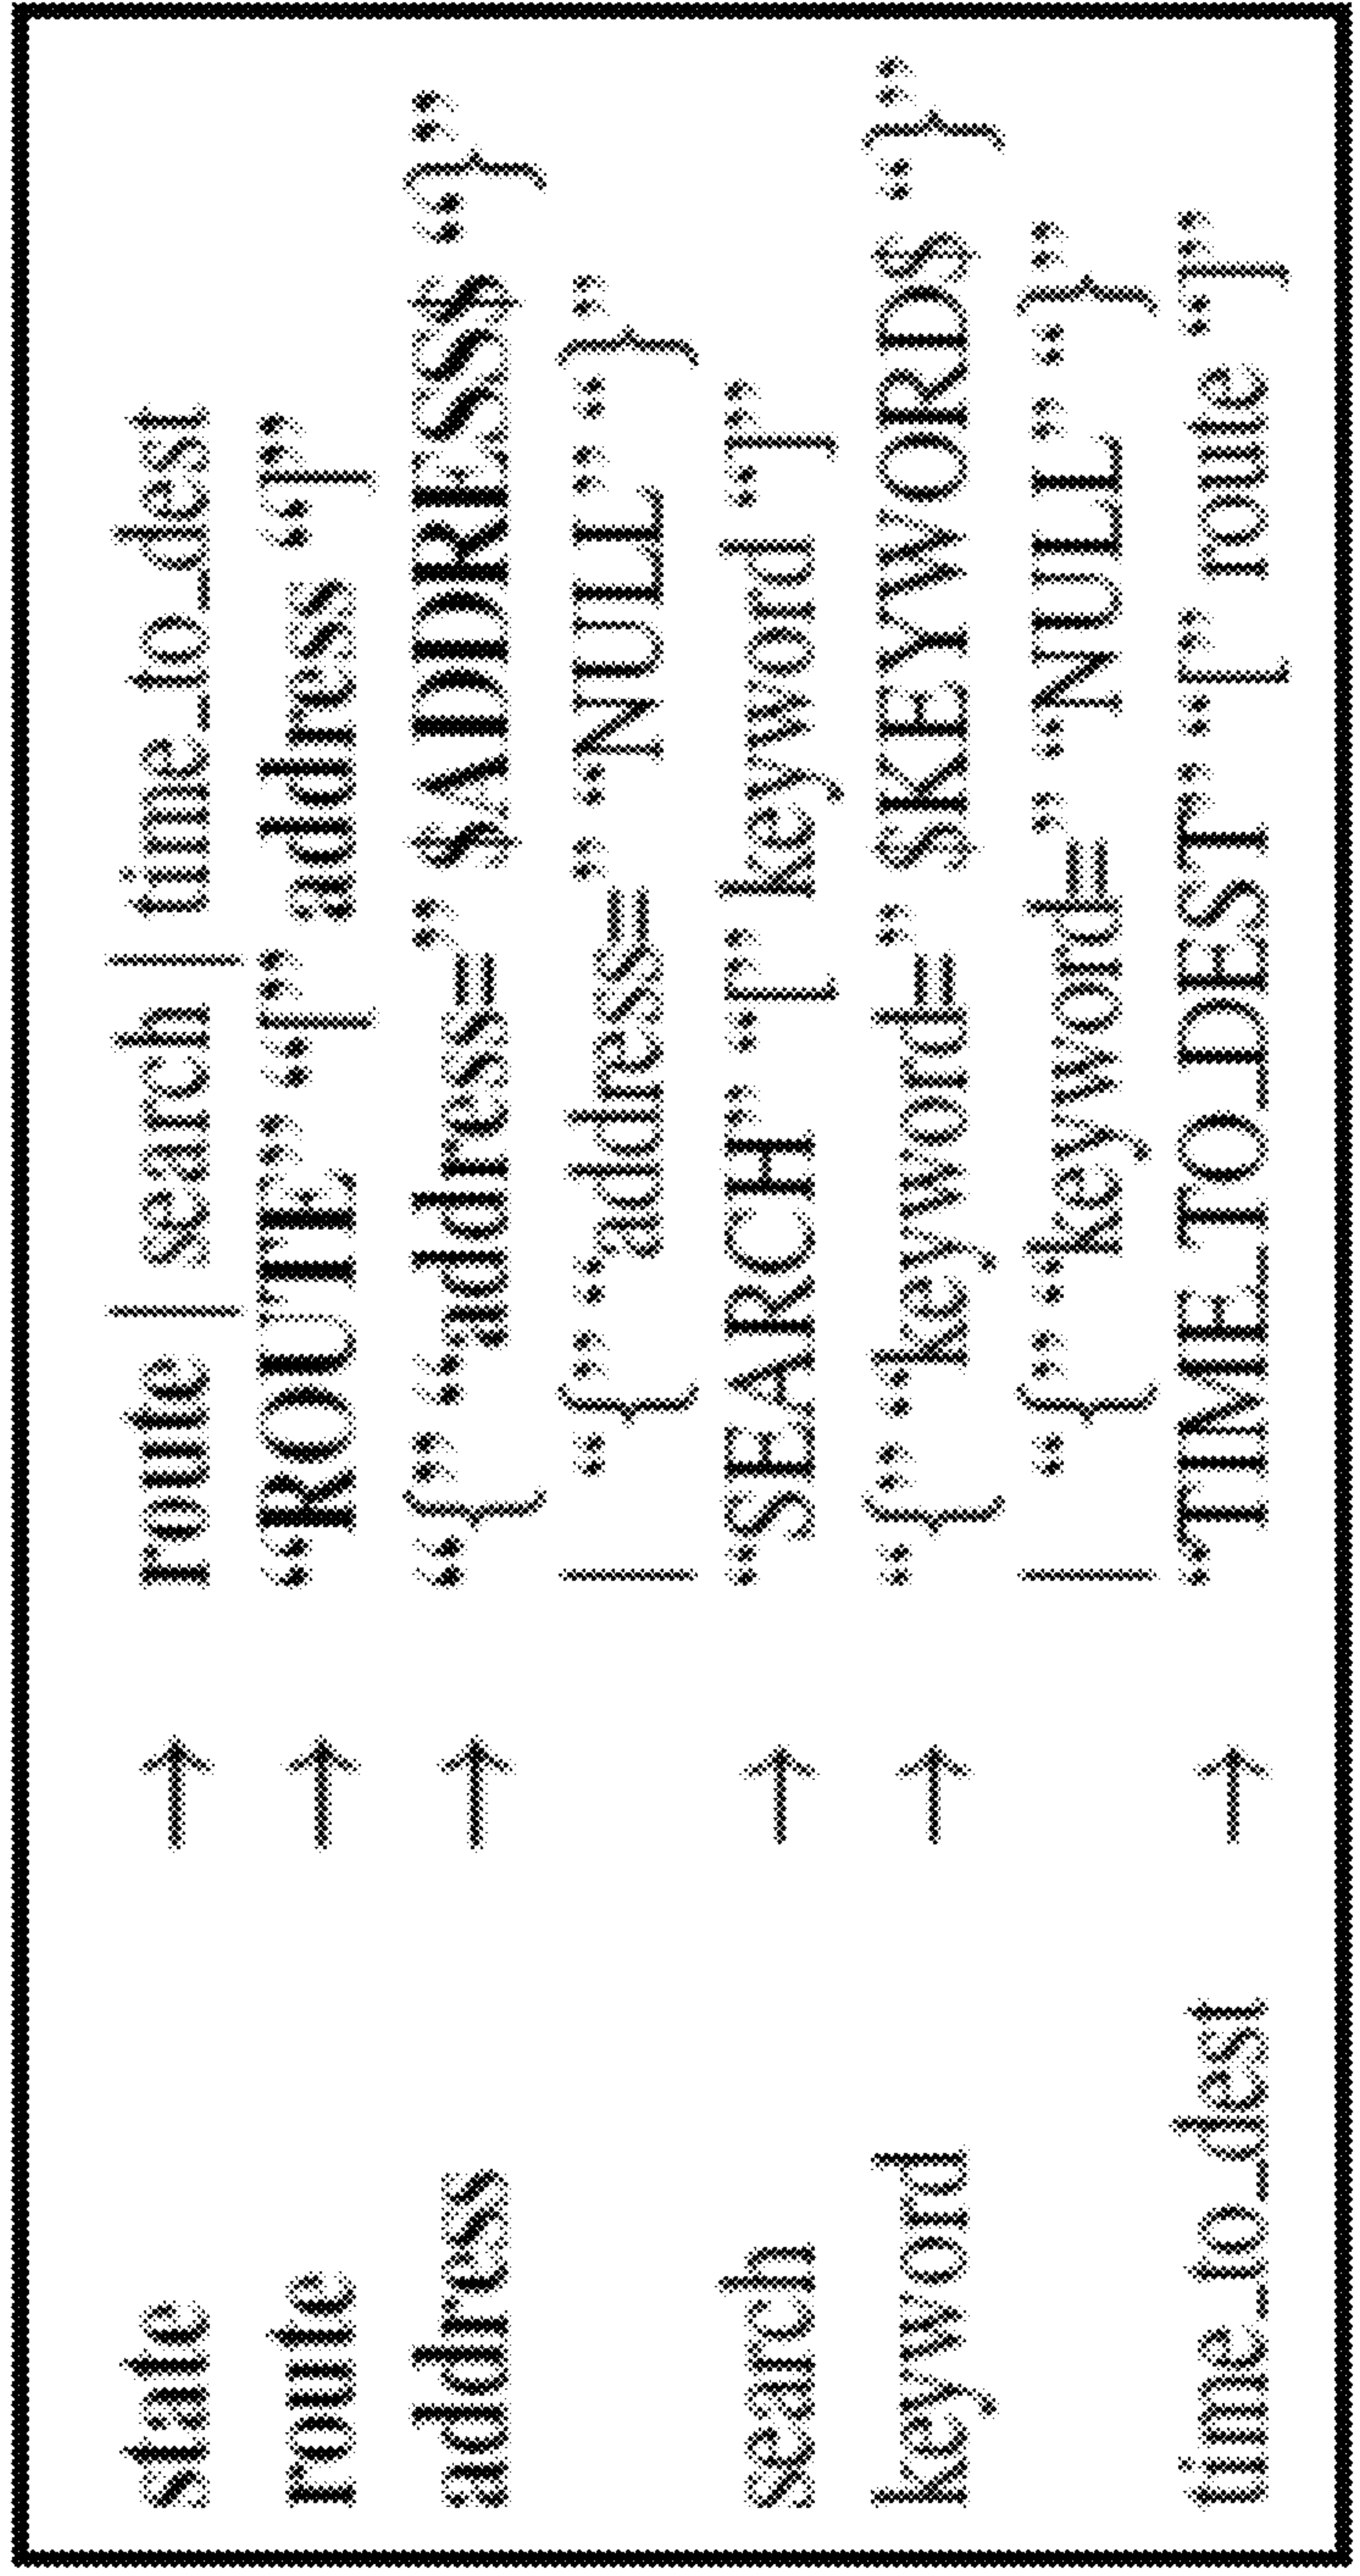 state → route | search | time_to_dest
route → “ROUTE” “[” address “]”
address → “{” “address=” $ADDRESS$ “}”
| “{” “address=” “NULL” “}”
search → “SEARCH” “[” keyword “]”
keyword → “{” “keyword=” $KEYWORDS “}”
| “{” “keyword=” “NULL” “}”
time_to_dest → “TIME_TO_DEST” “[” route “]”